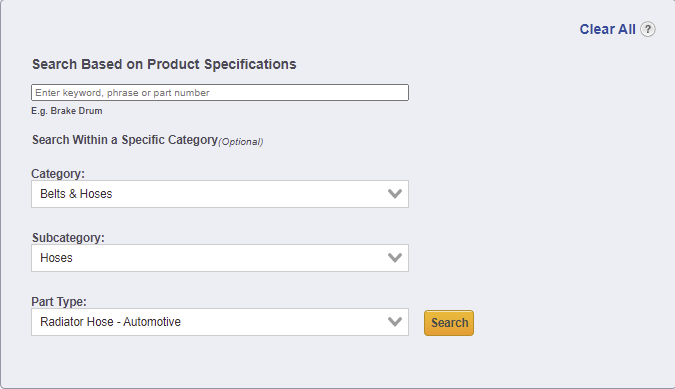 Clear All ?
Search Based on Product Specifications
Enter keyword, phrase or part number
E.g. Brake Drum
Search Within a Specific Category(Optional)
Category:
Belts & Hoses
Subcategory:
Hoses
Part Type:
Radiator Hose - Automotive
Search